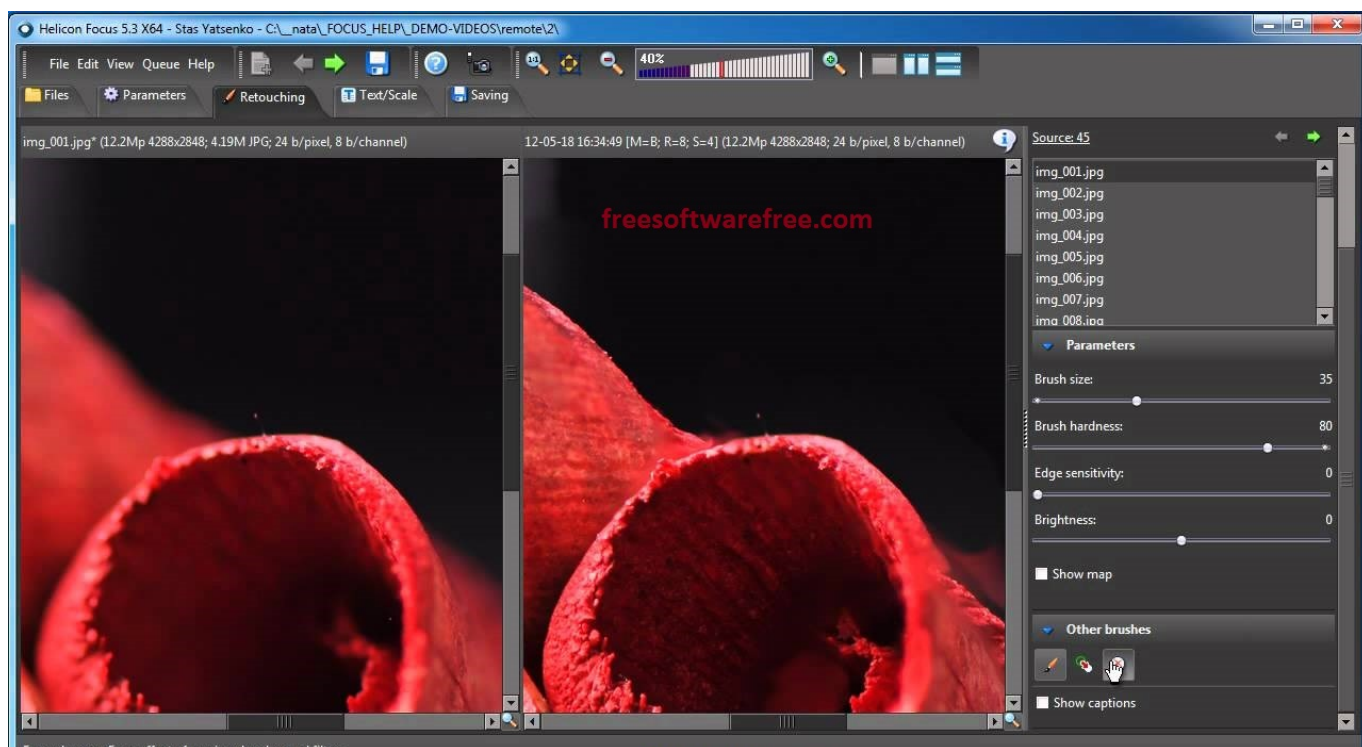 Helicon Focus 5.3 X64 - Stas Yatsenko - C:\__nata\_FOCUS_HELP\_DEMO-VIDEOS\remote\2\
File Edit View Queue Help
1:1
40%
Files
Parameters
Retouching
Text/Scale
Saving
img_001.jpg* (12.2Mp 4288x2848; 4.19M JPG; 24 b/pixel, 8 b/channel)
12-05-18 16:34:49 [M=B; R=8; S=4] (12.2Mp 4288x2848; 24 b/pixel, 8 b/channel)
freesoftwarefree.com
Source: 45
img_001.jpg
img_002.jpg
img_003.jpg
img_004.jpg
img_005.jpg
img_006.jpg
img_007.jpg
img_008.jpg
Parameters
Brush size: 35
Brush hardness: 80
Edge sensitivity: 0
Brightness: 0
Show map
Other brushes
Show captions